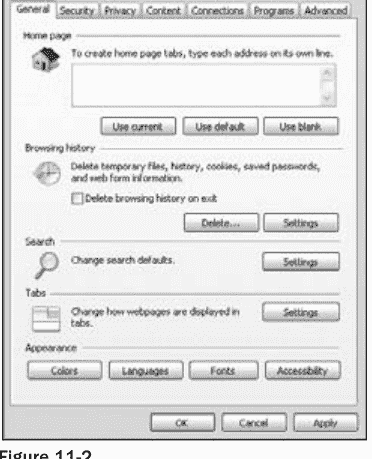 General Security Privacy Content Connections Programs Advanced
Home page
To create home page tabs, type each address on its own line.
Use current Use default Use blank
Browsing history
Delete temporary files, history, cookies, saved passwords,
and web form information.
Delete browsing history on exit
Delete... Settings
Search
Change search defaults. Settings
Tabs
Change how webpages are displayed in
tabs. Settings
Appearance
Colors Languages Fonts Accessibility
OK Cancel Apply
Figure 11-2